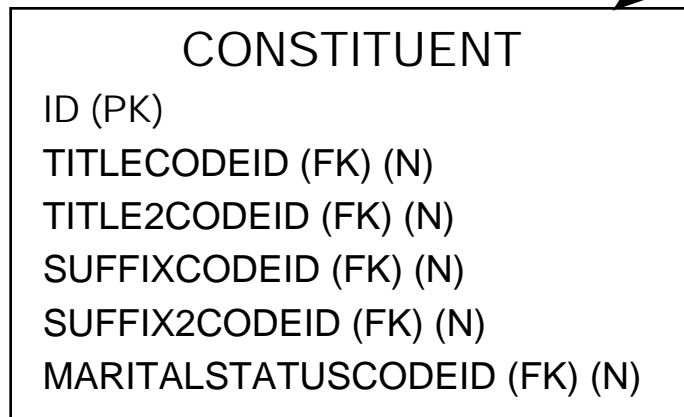 CONSTITUENT
ID (PK)
TITLECODEID (FK) (N)
TITLE2CODEID (FK) (N)
SUFFIXCODEID (FK) (N)
SUFFIX2CODEID (FK) (N)
MARITALSTATUSCODEID (FK) (N)